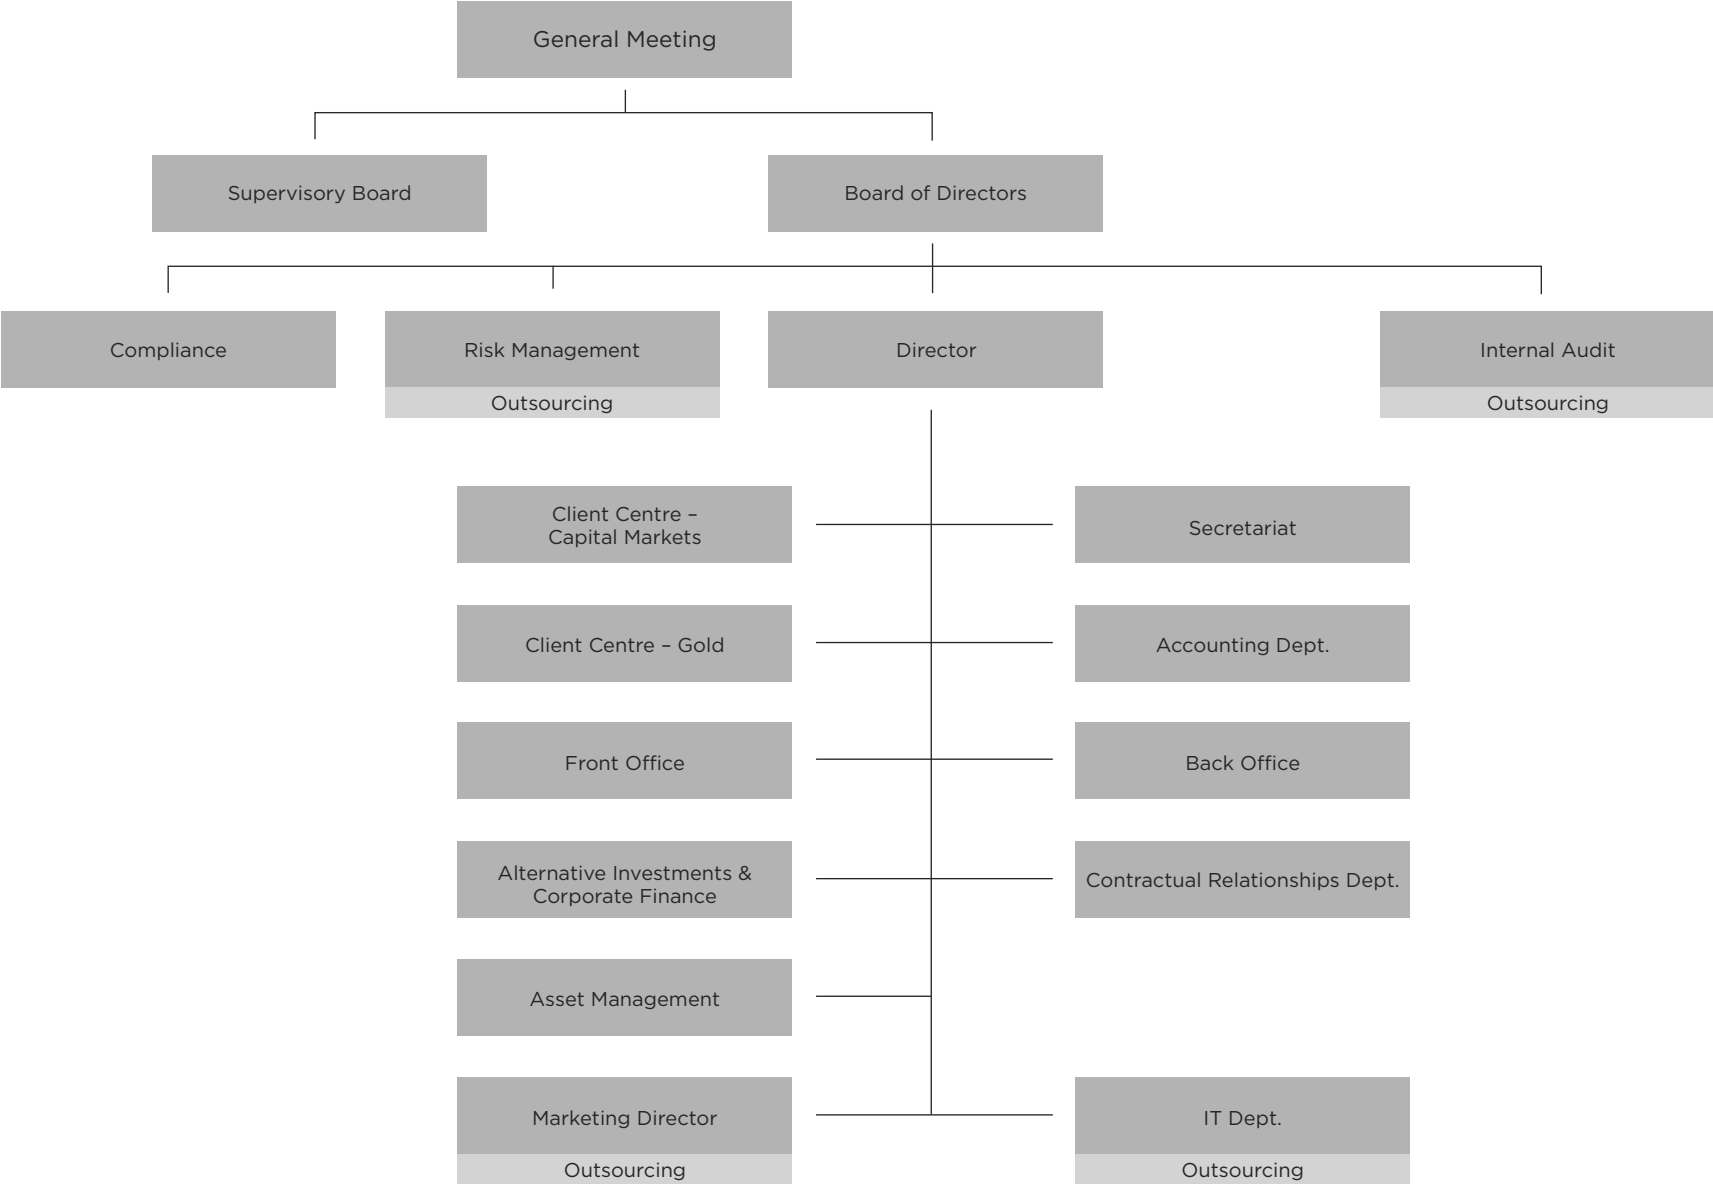 General Meeting
Supervisory Board
Board of Directors
Compliance
Risk Management
Outsourcing
Director
Internal Audit
Outsourcing
Client Centre –
Capital Markets
Secretariat
Client Centre – Gold
Accounting Dept.
Front Office
Back Office
Alternative Investments &
Corporate Finance
Contractual Relationships Dept.
Asset Management
Marketing Director
Outsourcing
IT Dept.
Outsourcing